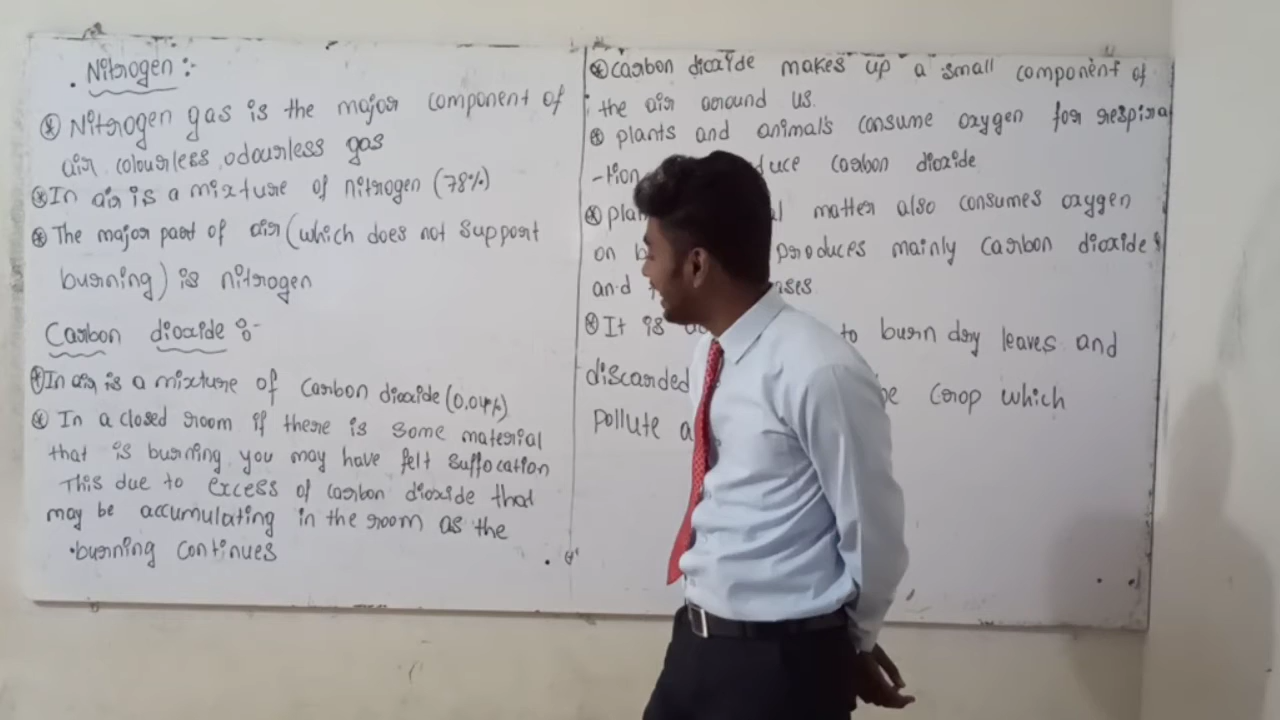 Nitrogen :-
Nitrogen gas is the major component of
air, colourless, odourless gas
In air is a mixture of nitrogen (78%)
The major part of air (which does not support
burning) is nitrogen
Carbon dioxide :-
In air is a mixture of carbon dioxide (0.04%)
In a closed room if there is some material
that is burning you may have felt suffocation
This due to excess of carbon dioxide that
may be accumulating in the room as the
burning continues
carbon dioxide makes up a small component of
the air around us.
plants and animals consume oxygen for respira
-tion duce carbon dioxide
matter also consumes oxygen
on produces mainly carbon dioxide
and
It is to burn dry leaves and
discarded crop which
pollute